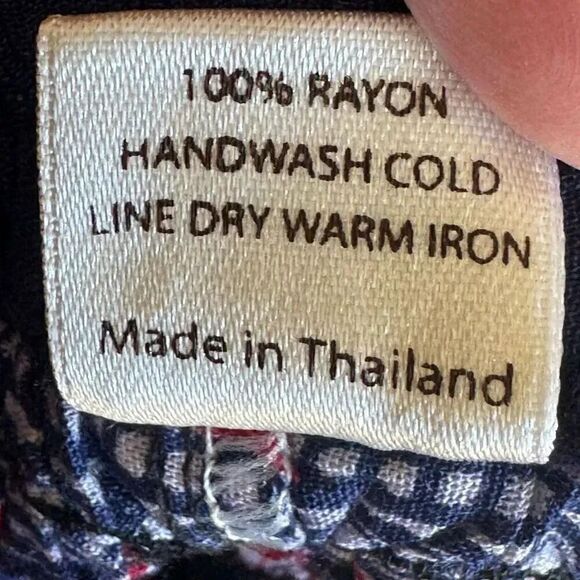 100% RAYON
HANDWASH COLD
LINE DRY WARM IRON
Made in Thailand